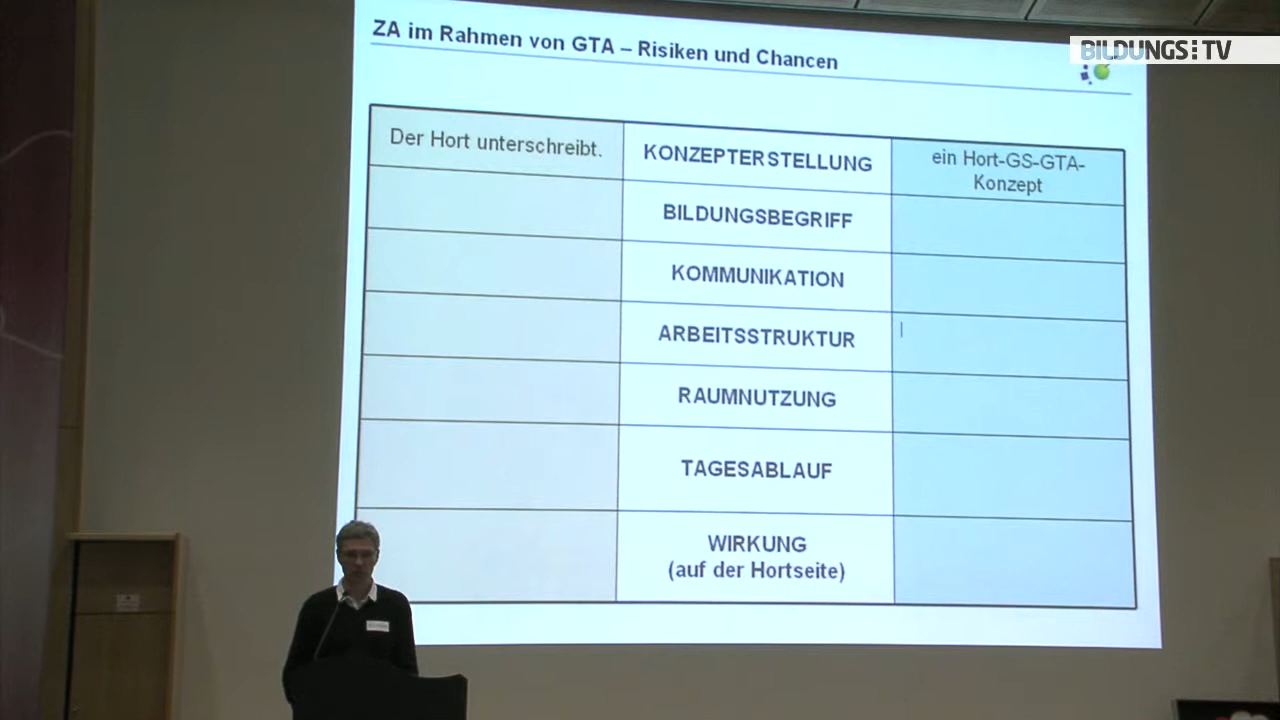 ZA im Rahmen von GTA – Risiken und Chancen
BILDUNGS TV
Der Hort unterschreibt.
KONZEPTERSTELLUNG
ein Hort-GS-GTA-
Konzept
BILDUNGSBEGRIFF
KOMMUNIKATION
ARBEITSSTRUKTUR
RAUMNUTZUNG
TAGESABLAUF
WIRKUNG
(auf der Hortseite)